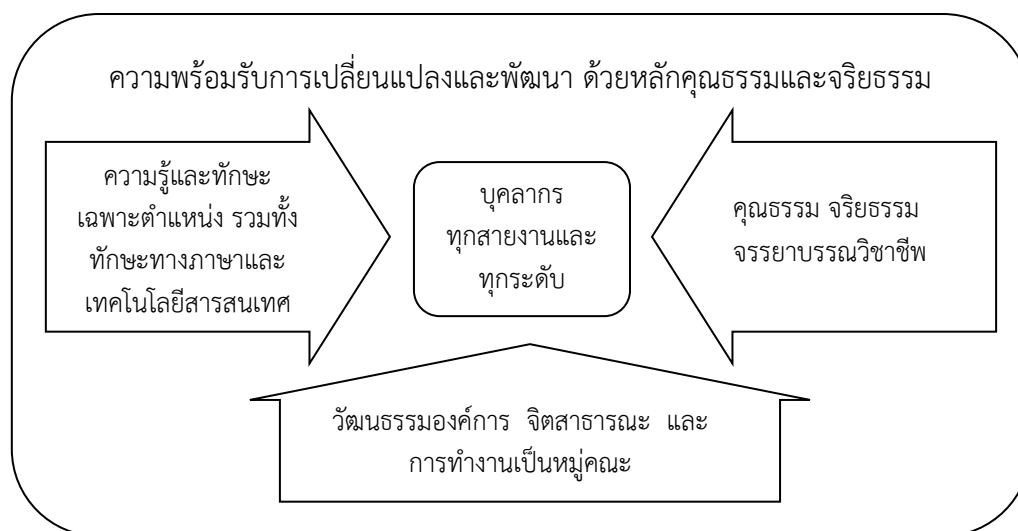 ความพร้อมรับการเปลี่ยนแปลงและพัฒนา ด้วยหลักคุณธรรมและจริยธรรม
ความรู้และทักษะ
เฉพาะตำแหน่ง รวมทั้ง
ทักษะทางภาษาและ
เทคโนโลยีสารสนเทศ
บุคลากร
ทุกสายงานและ
ทุกระดับ
คุณธรรม จริยธรรม
จรรยาบรรณวิชาชีพ
วัฒนธรรมองค์การ จิตสาธารณะ และ
การทำงานเป็นหมู่คณะ